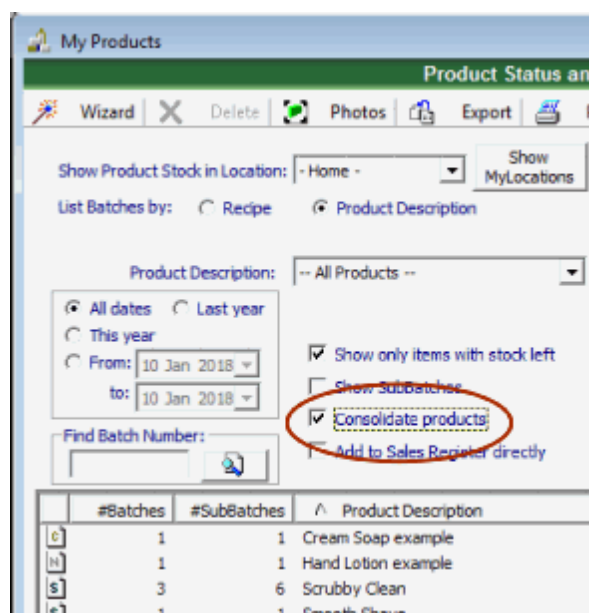 My Products
Product Status an
Wizard Delete Photos Export
Show Product Stock in Location: - Home - Show MyLocations
List Batches by: Recipe Product Description
Product Description: -- All Products --
All dates Last year
This year
From: 10 Jan 2018
to: 10 Jan 2018
Show only items with stock left
Show SubBatches
Consolidate products
Add to Sales Register directly
Find Batch Number:
#Batches #SubBatches Product Description
C 1 1 Cream Soap example
N 1 1 Hand Lotion example
S 3 6 Scrubby Clean
S 1 1 Smooth Shave